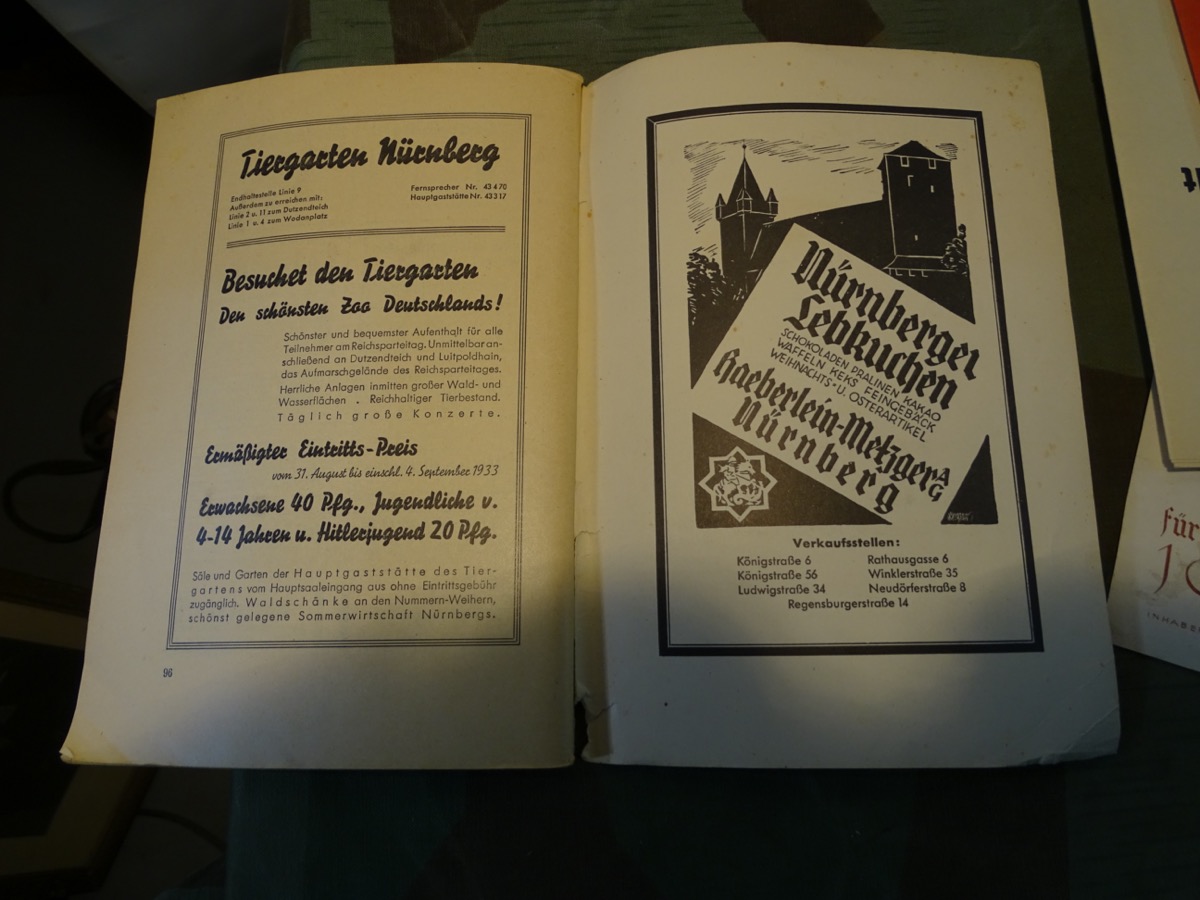 Tiergarten Nürnberg
Endhaltestelle Linie 9
Außerdem zu erreichen mit:
Linie 2 u. 11 zum Dutzendteich
Linie 1 u. 4 zum Wodanplatz
Fernsprecher Nr. 43470
Hauptgaststätte Nr. 43317
Besuchet den Tiergarten
Den schönsten Zoo Deutschlands!
Schönster und bequemster Aufenthalt für alle
Teilnehmer am Reichsparteitag. Unmittelbar an-
schließend an Dutzendteich und Luitpoldhain,
das Aufmarschgelände des Reichsparteitages.
Herrliche Anlagen inmitten großer Wald- und
Wasserflächen . Reichhaltiger Tierbestand.
Täglich große Konzerte.
Ermäßigter Eintritts-Preis
vom 31. August bis einschl. 4. September 1933
Erwachsene 40 Pfg., Jugendliche v.
4-14 Jahren u. Hitlerjugend 20 Pfg.
Säle und Garten der Hauptgaststätte des Tier-
gartens vom Hauptsaaleingang aus ohne Eintrittsgebühr
zugänglich. Waldschänke an den Nummern-Weihern,
schönst gelegene Sommerwirtschaft Nürnbergs.
96
Nürnberger
Lebkuchen
SCHOKOLADEN PRALINEN KAKAO
WAFFELN KEKS FEINGEBÄCK
WEIHNACHTS- U. OSTERARTIKEL
Haeberlein-Metzger AG
Nürnberg
Verkaufsstellen:
Königstraße 6
Königstraße 56
Ludwigstraße 34
Rathausgasse 6
Winklerstraße 35
Neudörferstraße 8
Regensburgerstraße 14
für